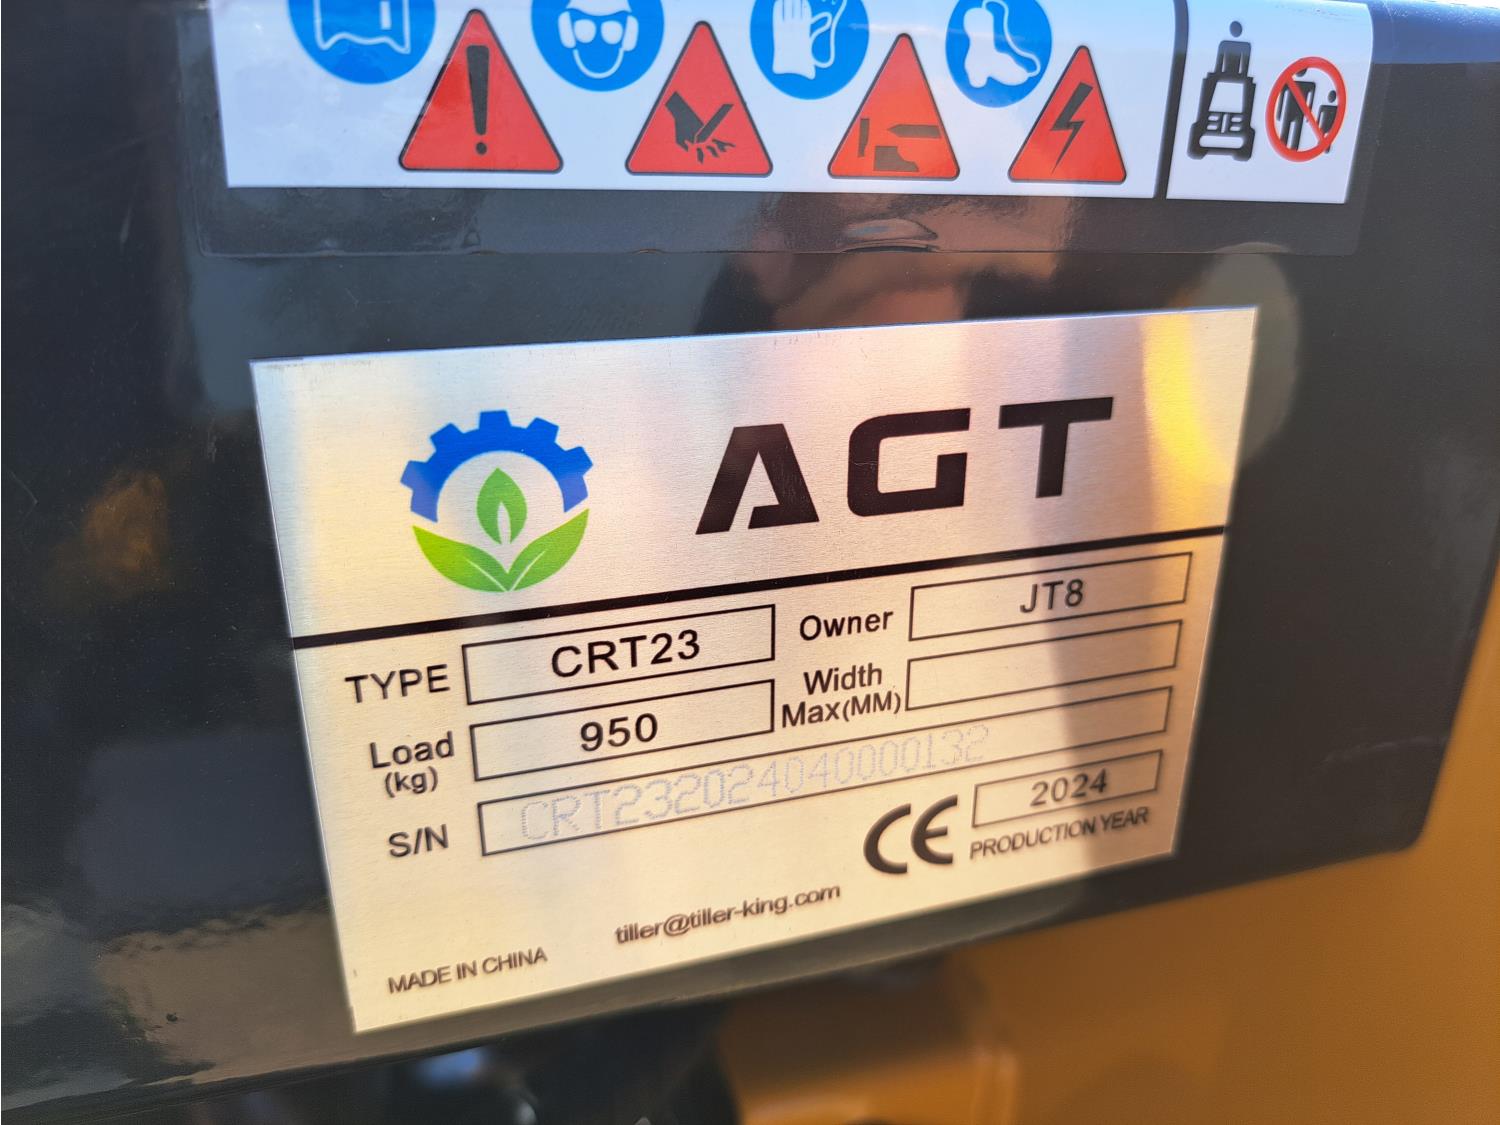 AGT
TYPE CRT23 Owner JT8
Load (kg) 950 Width Max(MM)
S/N CRT23202404000132
CE 2024
PRODUCTION YEAR
tiller@tiller-king.com
MADE IN CHINA